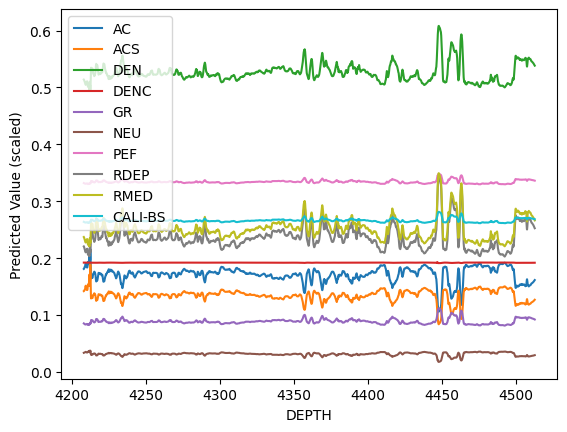 0.6
0.5
0.4
0.3
0.2
0.1
0.0
Predicted Value (scaled)
AC
ACS
DEN
DENC
GR
NEU
PEF
RDEP
RMED
CALI-BS
4200
4250
4300
4350
4400
4450
4500
DEPTH